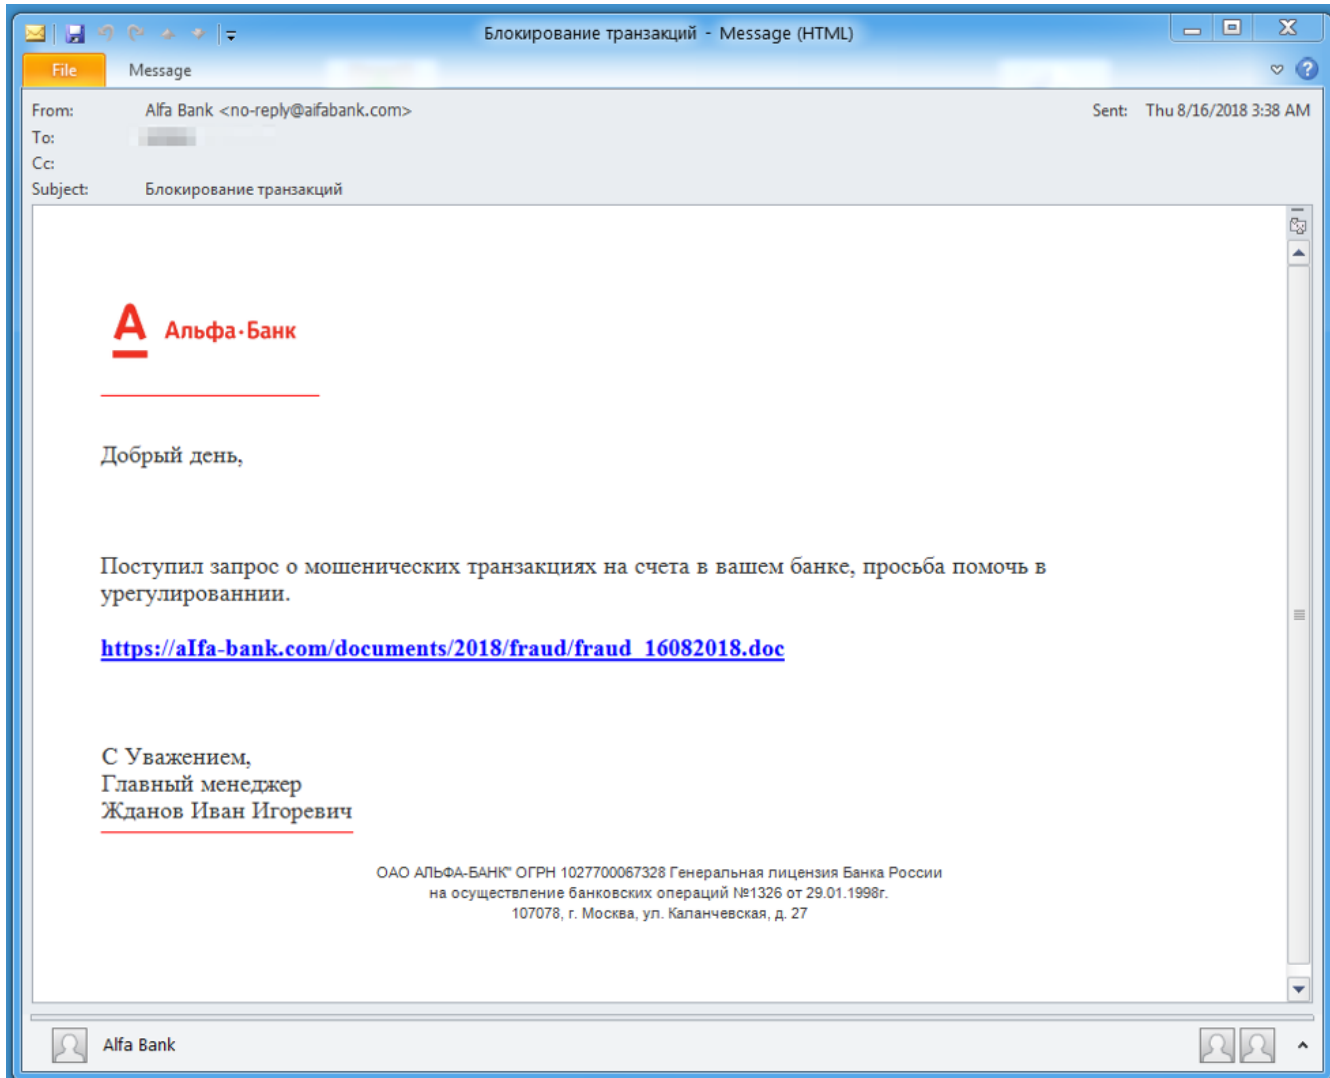 Блокирование транзакций - Message (HTML)
File Message
From: Alfa Bank <no-reply@aifabank.com> Sent: Thu 8/16/2018 3:38 AM
To:
Cc:
Subject: Блокирование транзакций
А Альфа·Банк
Добрый день,
Поступил запрос о мошенических транзакциях на счета в вашем банке, просьба помочь в
урегулированнии.
https://aIfa-bank.com/documents/2018/fraud/fraud_16082018.doc
С Уважением,
Главный менеджер
Жданов Иван Игоревич
ОАО АЛЬФА-БАНК" ОГРН 1027700067328 Генеральная лицензия Банка России
на осуществление банковских операций №1326 от 29.01.1998г.
107078, г. Москва, ул. Каланчевская, д. 27
Alfa Bank